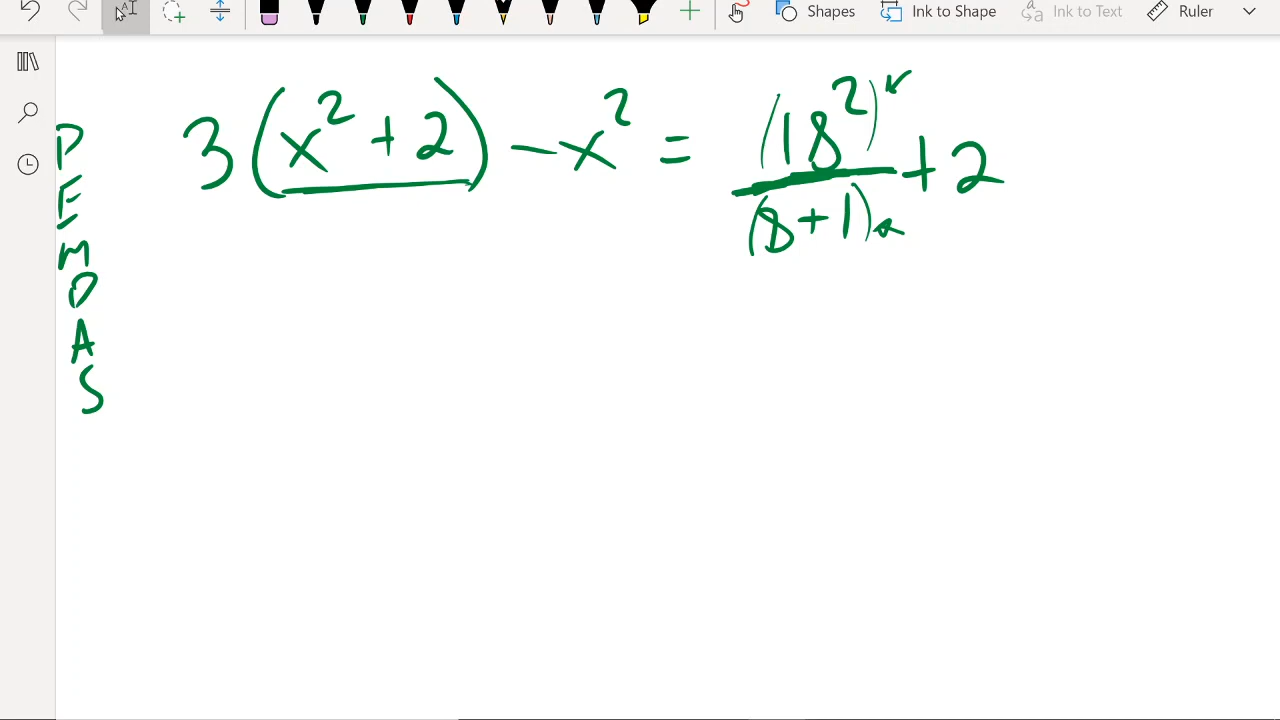 Shapes Ink to Shape Ink to Text Ruler
3(x² + 2) - x² = (18²)/(8+1) + 2
P
E
M
D
A
S